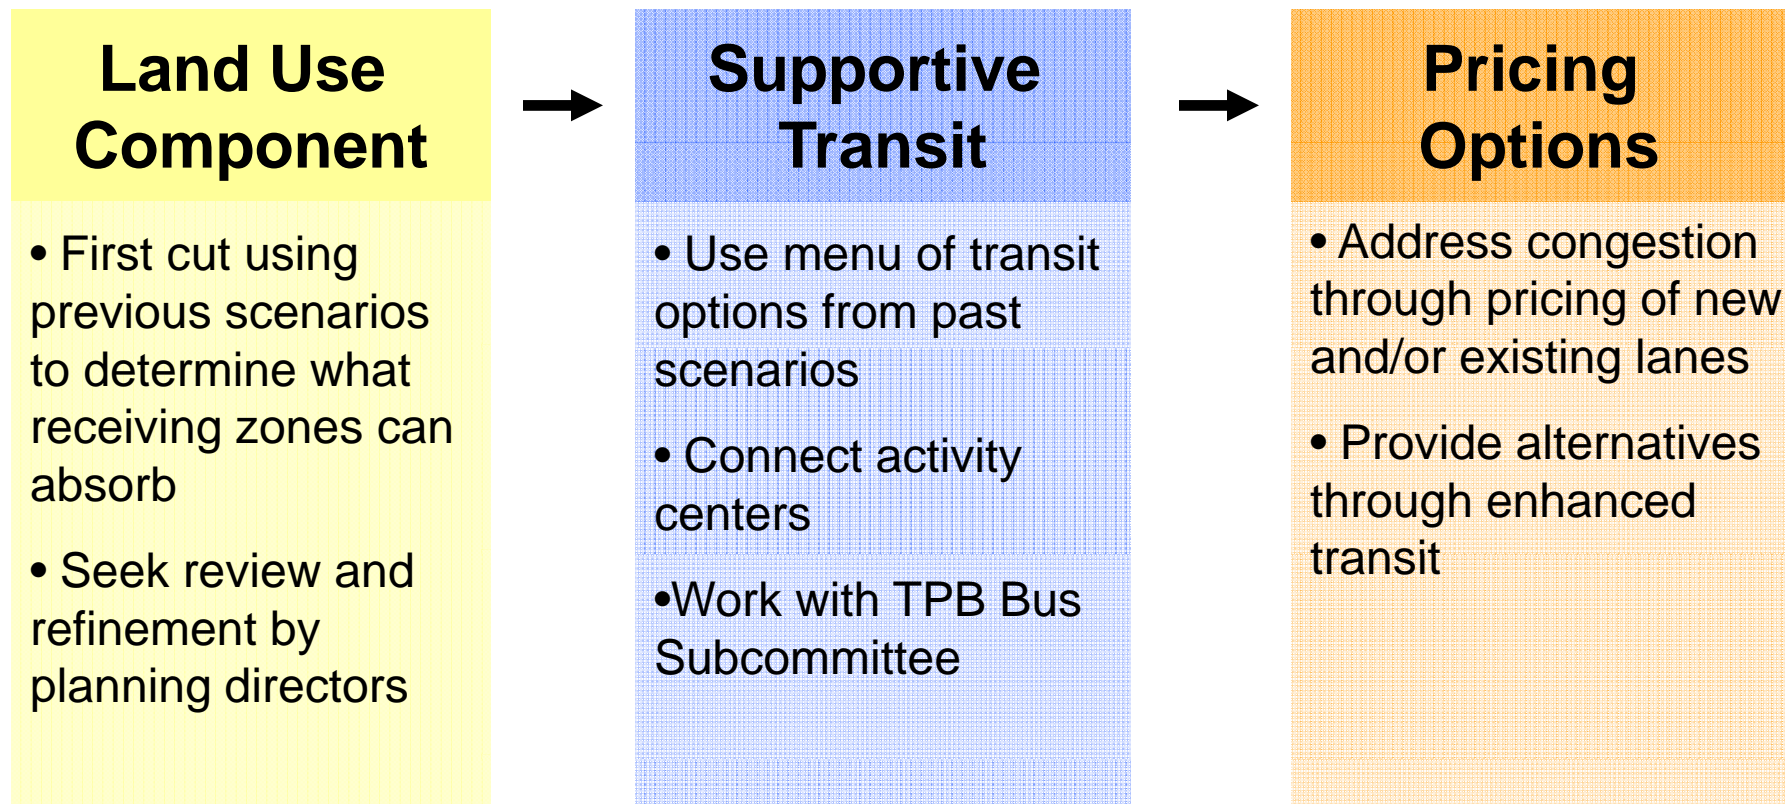 Land Use
Component
• First cut using
previous scenarios
to determine what
receiving zones can
absorb
• Seek review and
refinement by
planning directors
Supportive
Transit
• Use menu of transit
options from past
scenarios
• Connect activity
centers
•Work with TPB Bus
Subcommittee
Pricing
Options
• Address congestion
through pricing of new
and/or existing lanes
• Provide alternatives
through enhanced
transit